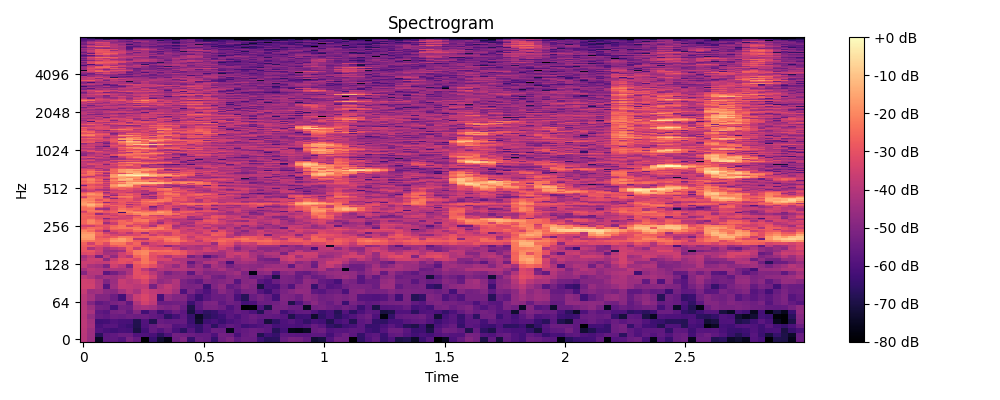 Spectrogram
Hz
4096
2048
1024
512
256
128
64
0
0
0.5
1
1.5
2
2.5
Time
+0 dB
-10 dB
-20 dB
-30 dB
-40 dB
-50 dB
-60 dB
-70 dB
-80 dB